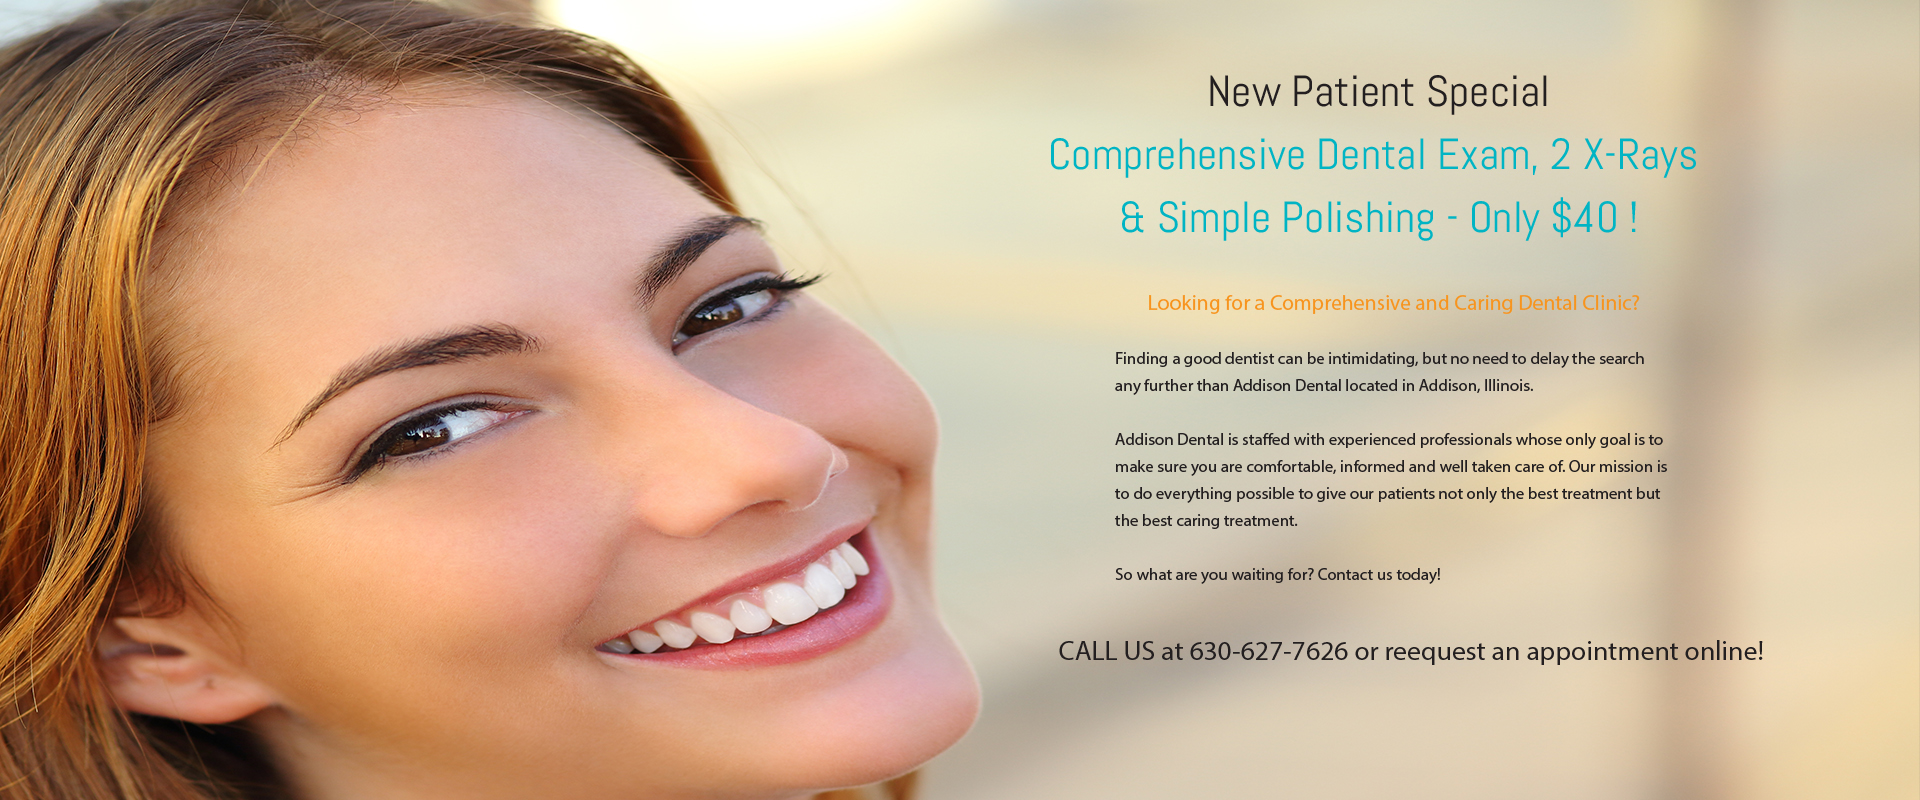 New Patient Special
Comprehensive Dental Exam, 2 X-Rays
& Simple Polishing - Only $40 !
Looking for a Comprehensive and Caring Dental Clinic?
Finding a good dentist can be intimidating, but no need to delay the search
any further than Addison Dental located in Addison, Illinois.
Addison Dental is staffed with experienced professionals whose only goal is to
make sure you are comfortable, informed and well taken care of. Our mission is
to do everything possible to give our patients not only the best treatment but
the best caring treatment.
So what are you waiting for? Contact us today!
CALL US at 630-627-7626 or reequest an appointment online!